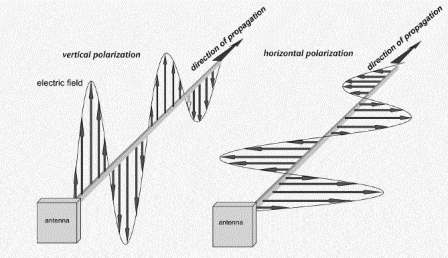 vertical polarization
direction of propagation
electric field
antenna
horizontal polarization
direction of propagation
antenna